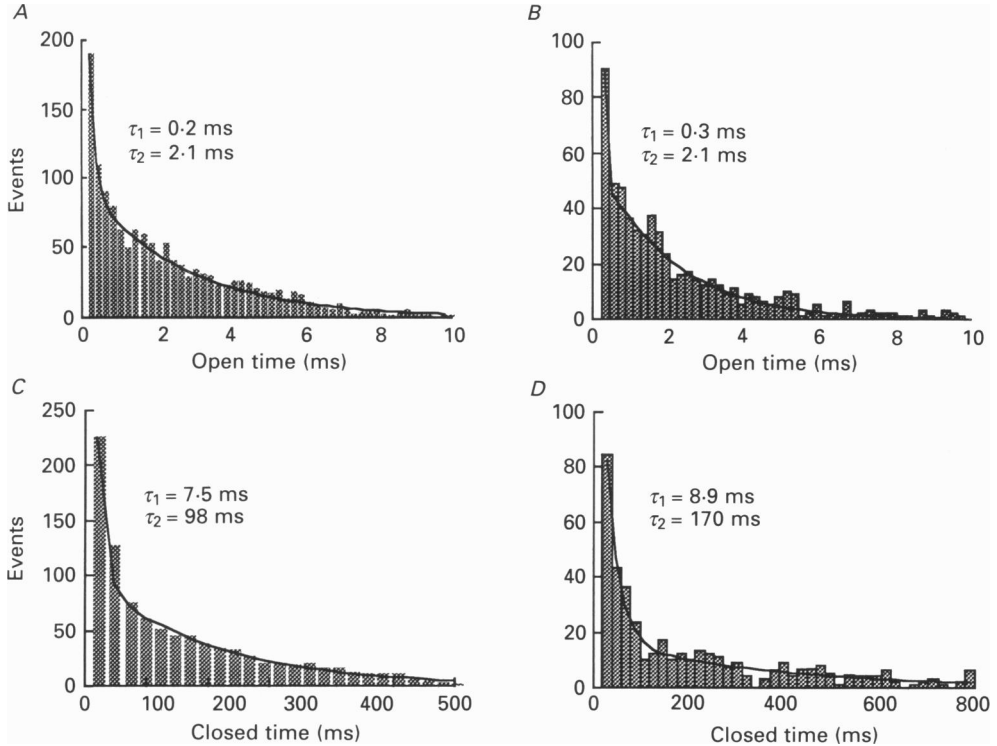 A
200
150
100
50
0
Events
τ1 = 0·2 ms
τ2 = 2·1 ms
0 2 4 6 8 10
Open time (ms)
B
100
80
60
40
20
0
τ1 = 0·3 ms
τ2 = 2·1 ms
0 2 4 6 8 10
Open time (ms)
C
250
200
150
100
50
0
Events
τ1 = 7·5 ms
τ2 = 98 ms
0 100 200 300 400 500
Closed time (ms)
D
100
80
60
40
20
0
τ1 = 8·9 ms
τ2 = 170 ms
0 200 400 600 800
Closed time (ms)